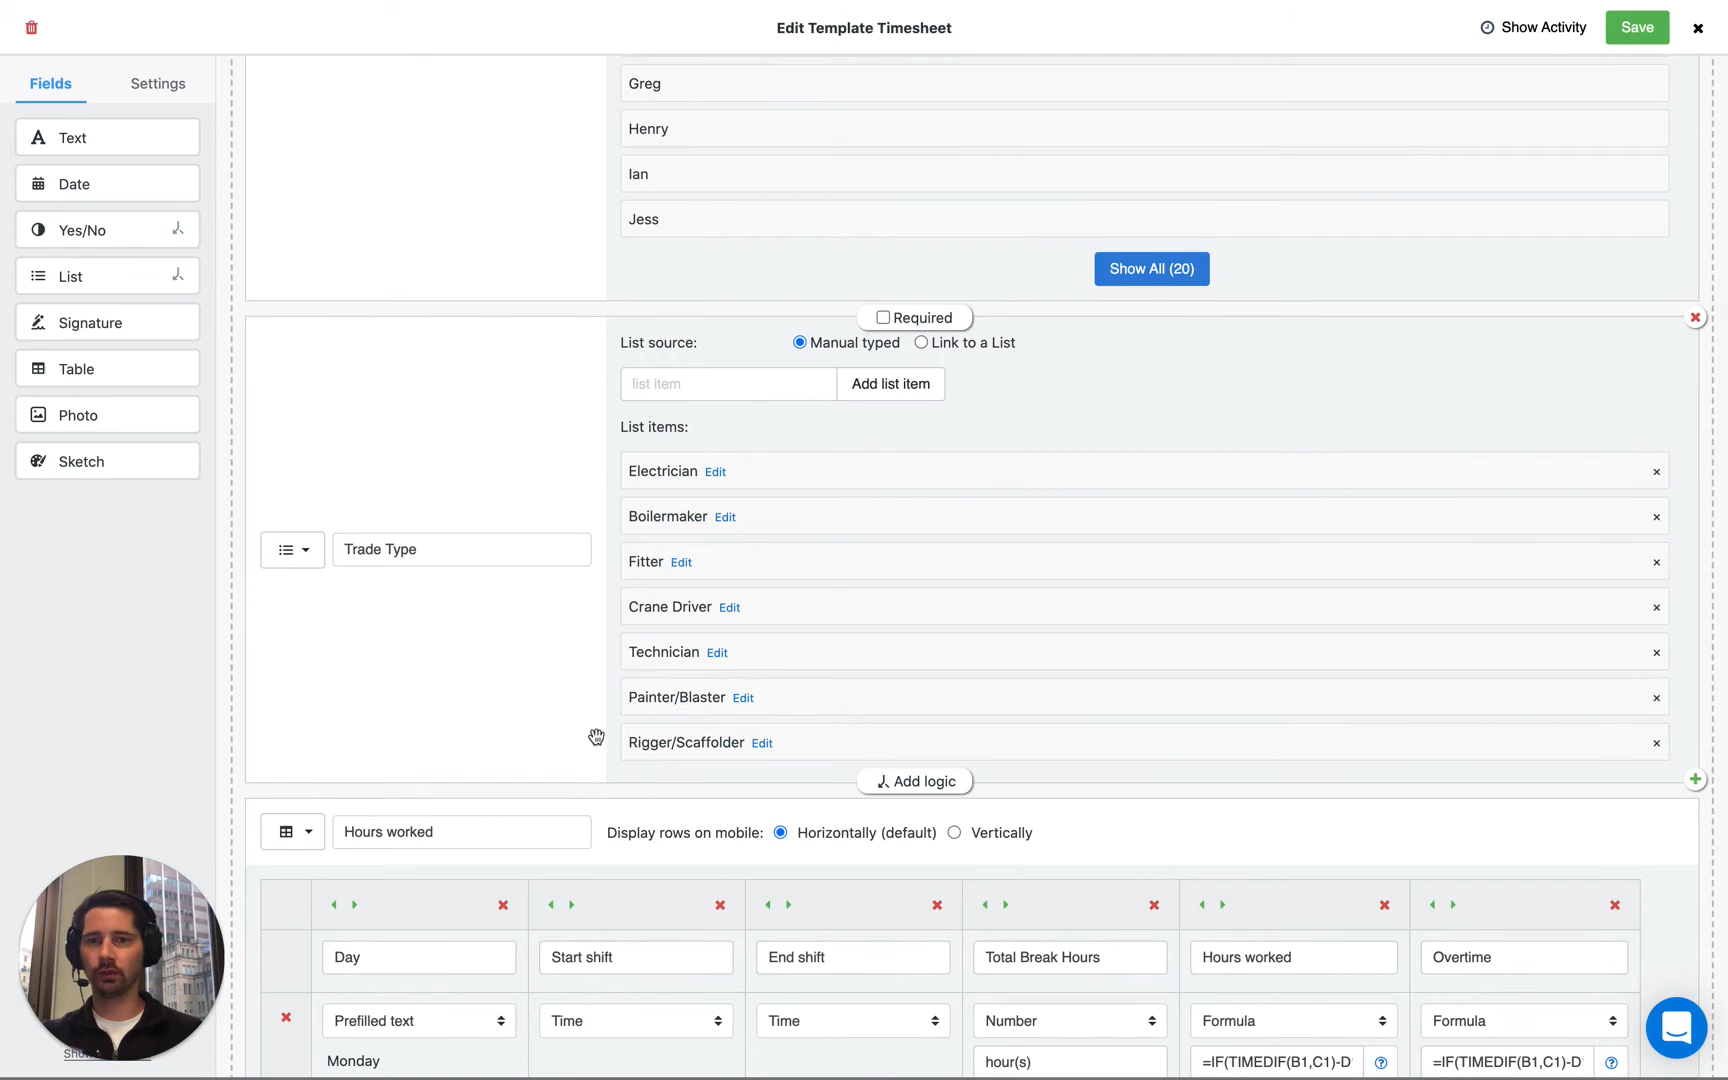 Edit Template Timesheet
Show Activity
Save
Fields
Settings
Text
Date
Yes/No
List
Signature
Table
Photo
Sketch
Greg
Henry
Ian
Jess
Show All (20)
Required
List source:
Manual typed
Link to a List
list item
Add list item
List items:
Electrician Edit
Boilermaker Edit
Fitter Edit
Crane Driver Edit
Technician Edit
Painter/Blaster Edit
Rigger/Scaffolder Edit
Trade Type
Add logic
Hours worked
Display rows on mobile:
Horizontally (default)
Vertically
Day
Start shift
End shift
Total Break Hours
Hours worked
Overtime
Prefilled text
Time
Time
Number
Formula
Formula
Monday
hour(s)
=IF(TIMEDIF(B1,C1)-D
=IF(TIMEDIF(B1,C1)-D